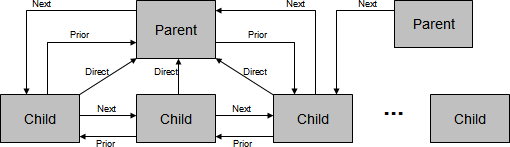 Next
Next
Next
Parent
Parent
Prior
Prior
Direct
Direct
Direct
Next
Next
Child
Child
Child
...
Child
Prior
Prior